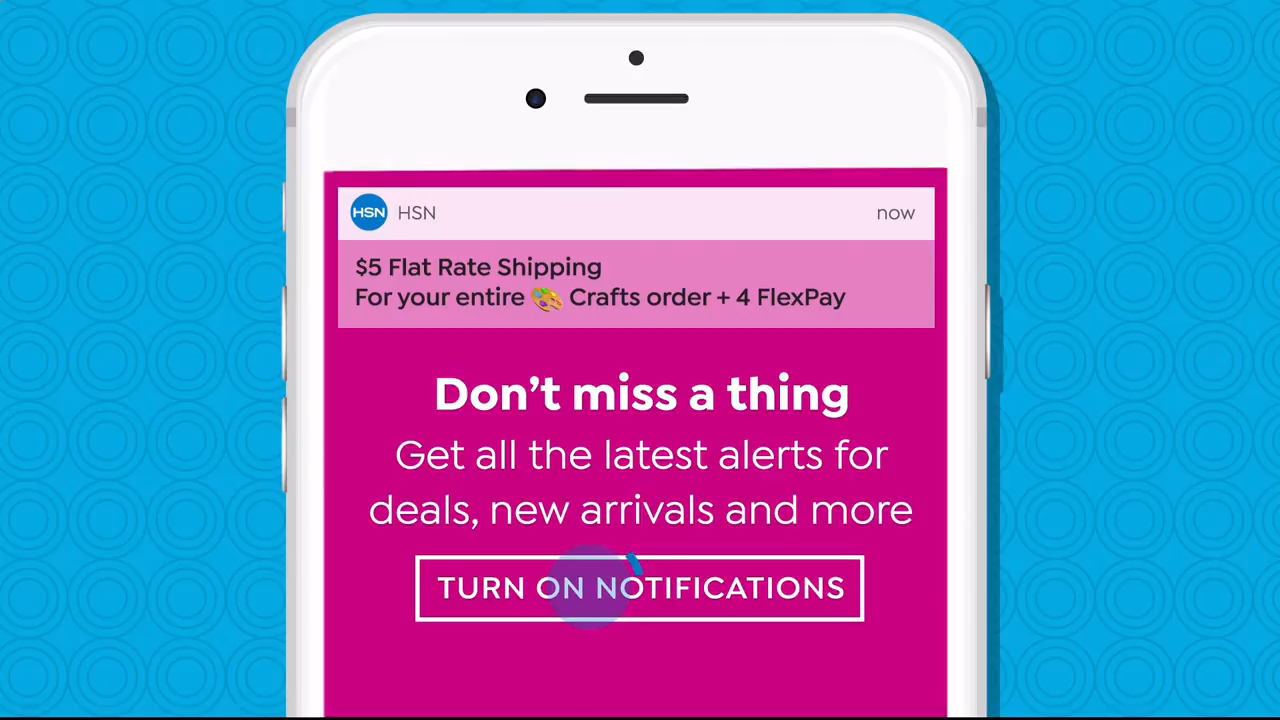 HSN HSN now
$5 Flat Rate Shipping
For your entire 🎨 Crafts order + 4 FlexPay
Don't miss a thing
Get all the latest alerts for
deals, new arrivals and more
TURN ON NOTIFICATIONS